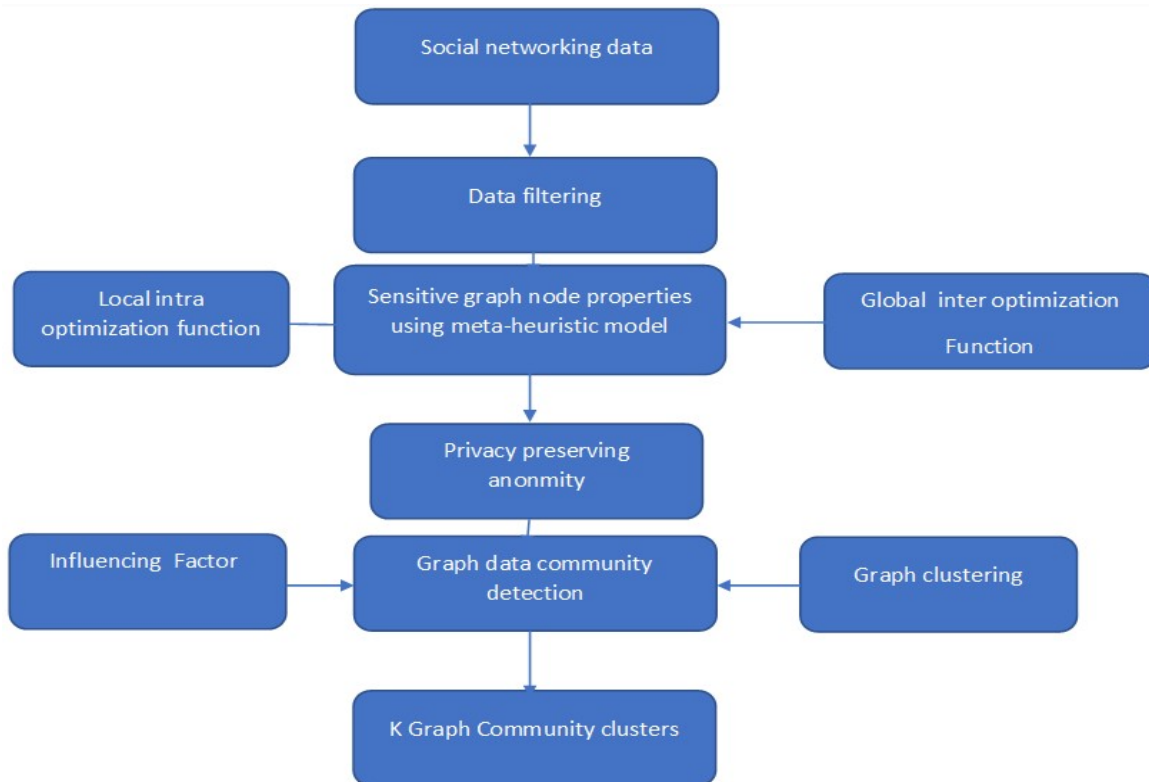 Social networking data
Data filtering
Local intra
optimization function
Sensitive graph node properties
using meta-heuristic model
Global inter optimization
Function
Privacy preserving
anonmity
Influencing Factor
Graph data community
detection
Graph clustering
K Graph Community clusters